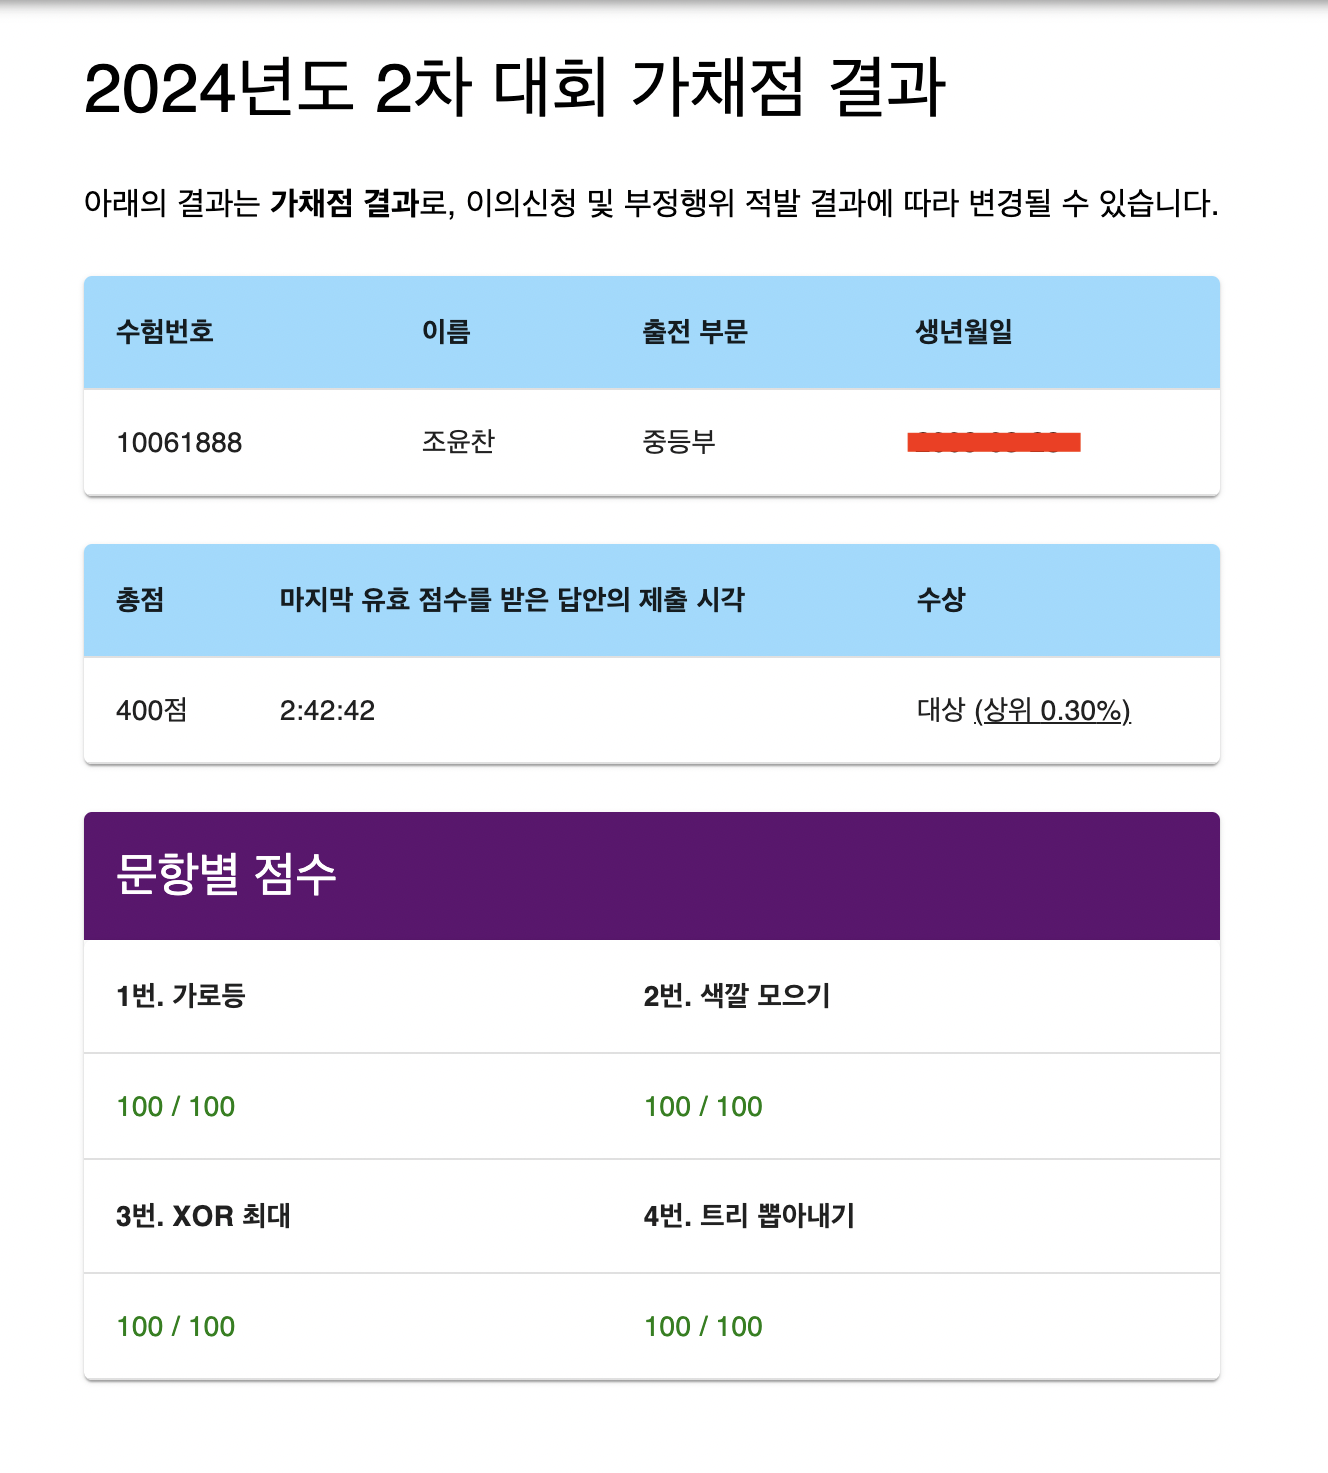 2024년도 2차 대회 가채점 결과
아래의 결과는 가채점 결과로, 이의신청 및 부정행위 적발 결과에 따라 변경될 수 있습니다.
수험번호 이름 출전 부문 생년월일
10061888 조윤찬 중등부
총점 마지막 유효 점수를 받은 답안의 제출 시각 수상
400점 2:42:42 대상 (상위 0.30%)
문항별 점수
1번. 가로등 2번. 색깔 모으기
100 / 100 100 / 100
3번. XOR 최대 4번. 트리 뽑아내기
100 / 100 100 / 100